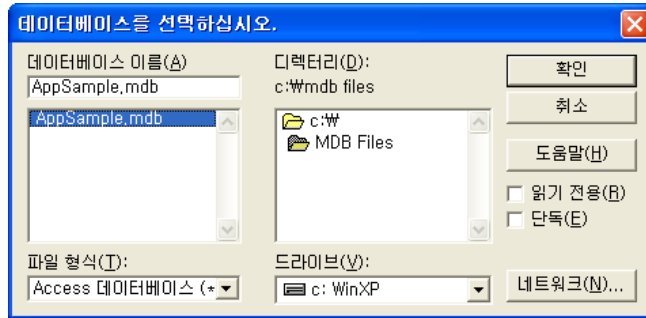 데이터베이스를 선택하십시오.
데이터베이스 이름(A)
AppSample.mdb
AppSample.mdb
파일 형식(T):
Access 데이터베이스 (*
디렉터리(D):
c:₩mdb files
c:₩
MDB Files
드라이브(V):
c: WinXP
확인
취소
도움말(H)
읽기 전용(R)
단독(E)
네트워크(N)...